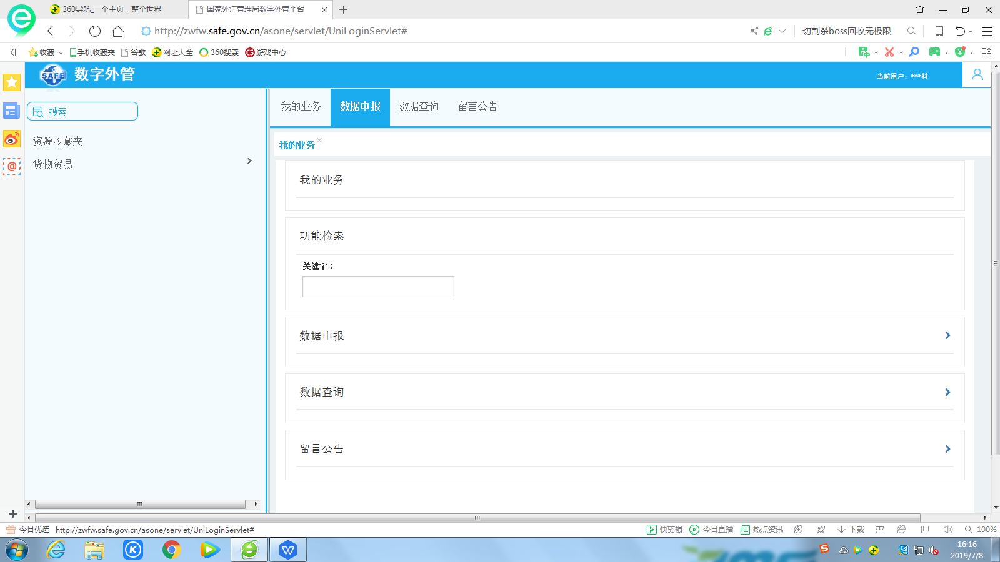 360导航_一个主页，整个世界
国家外汇管理局数字外管平台
http://zwfw.safe.gov.cn/asone/servlet/UniLoginServlet#
切割杀boss回收无极限
收藏 手机收藏夹 谷歌 网址大全 360搜索 游戏中心
SAFE 数字外管
当前用户：***科
搜索
资源收藏夹
货物贸易
我的业务 数据申报 数据查询 留言公告
我的业务
我的业务
功能检索
关键字：
数据申报
数据查询
留言公告
今日优选 http://zwfw.safe.gov.cn/asone/servlet/UniLoginServlet#
快剪辑 今日直播 热点资讯 下载 100%
16:16
2019/7/8